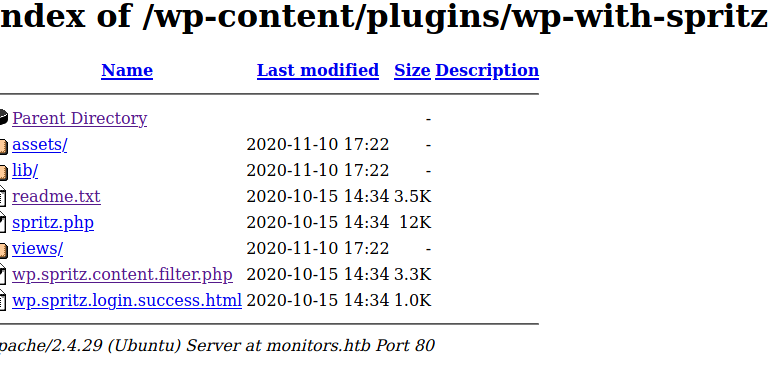 ndex of /wp-content/plugins/wp-with-spritz
Name Last modified Size Description
Parent Directory -
assets/ 2020-11-10 17:22 -
lib/ 2020-11-10 17:22 -
readme.txt 2020-10-15 14:34 3.5K
spritz.php 2020-10-15 14:34 12K
views/ 2020-11-10 17:22 -
wp.spritz.content.filter.php 2020-10-15 14:34 3.3K
wp.spritz.login.success.html 2020-10-15 14:34 1.0K
pache/2.4.29 (Ubuntu) Server at monitors.htb Port 80